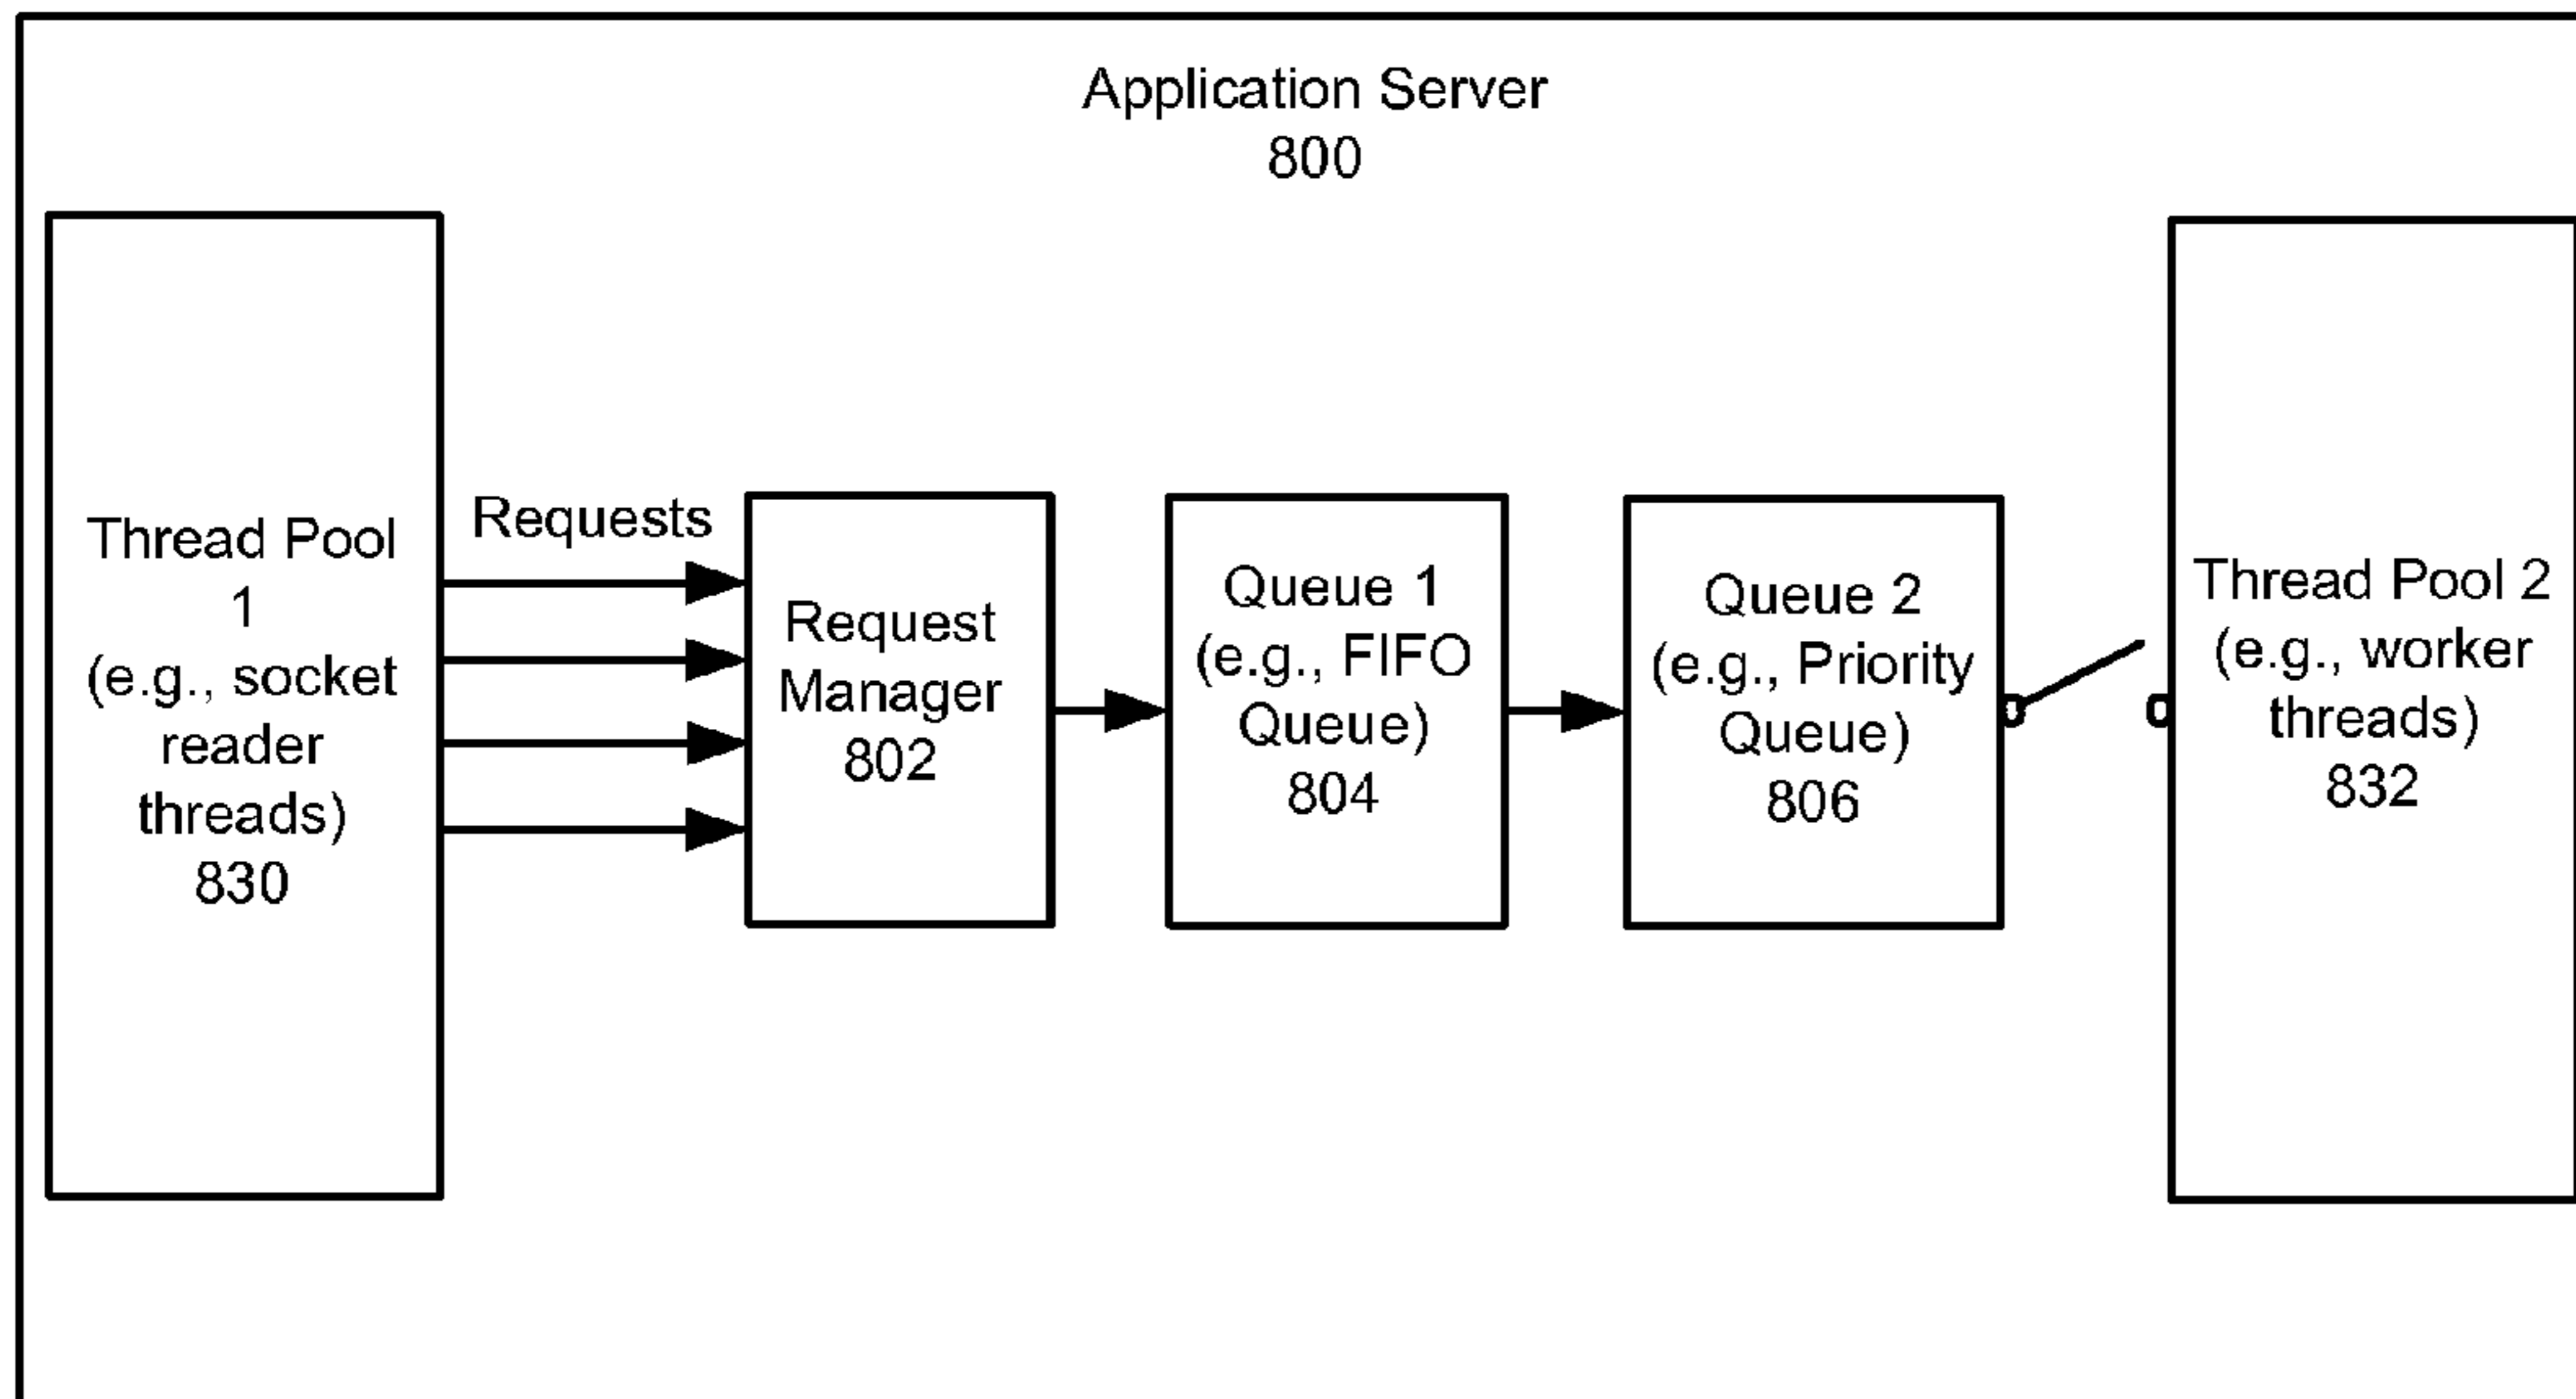 Application Server
800
Thread Pool
1
(e.g., socket
reader
threads)
830
Requests
Request
Manager
802
Queue 1
(e.g., FIFO
Queue)
804
Queue 2
(e.g., Priority
Queue)
806
Thread Pool 2
(e.g., worker
threads)
832